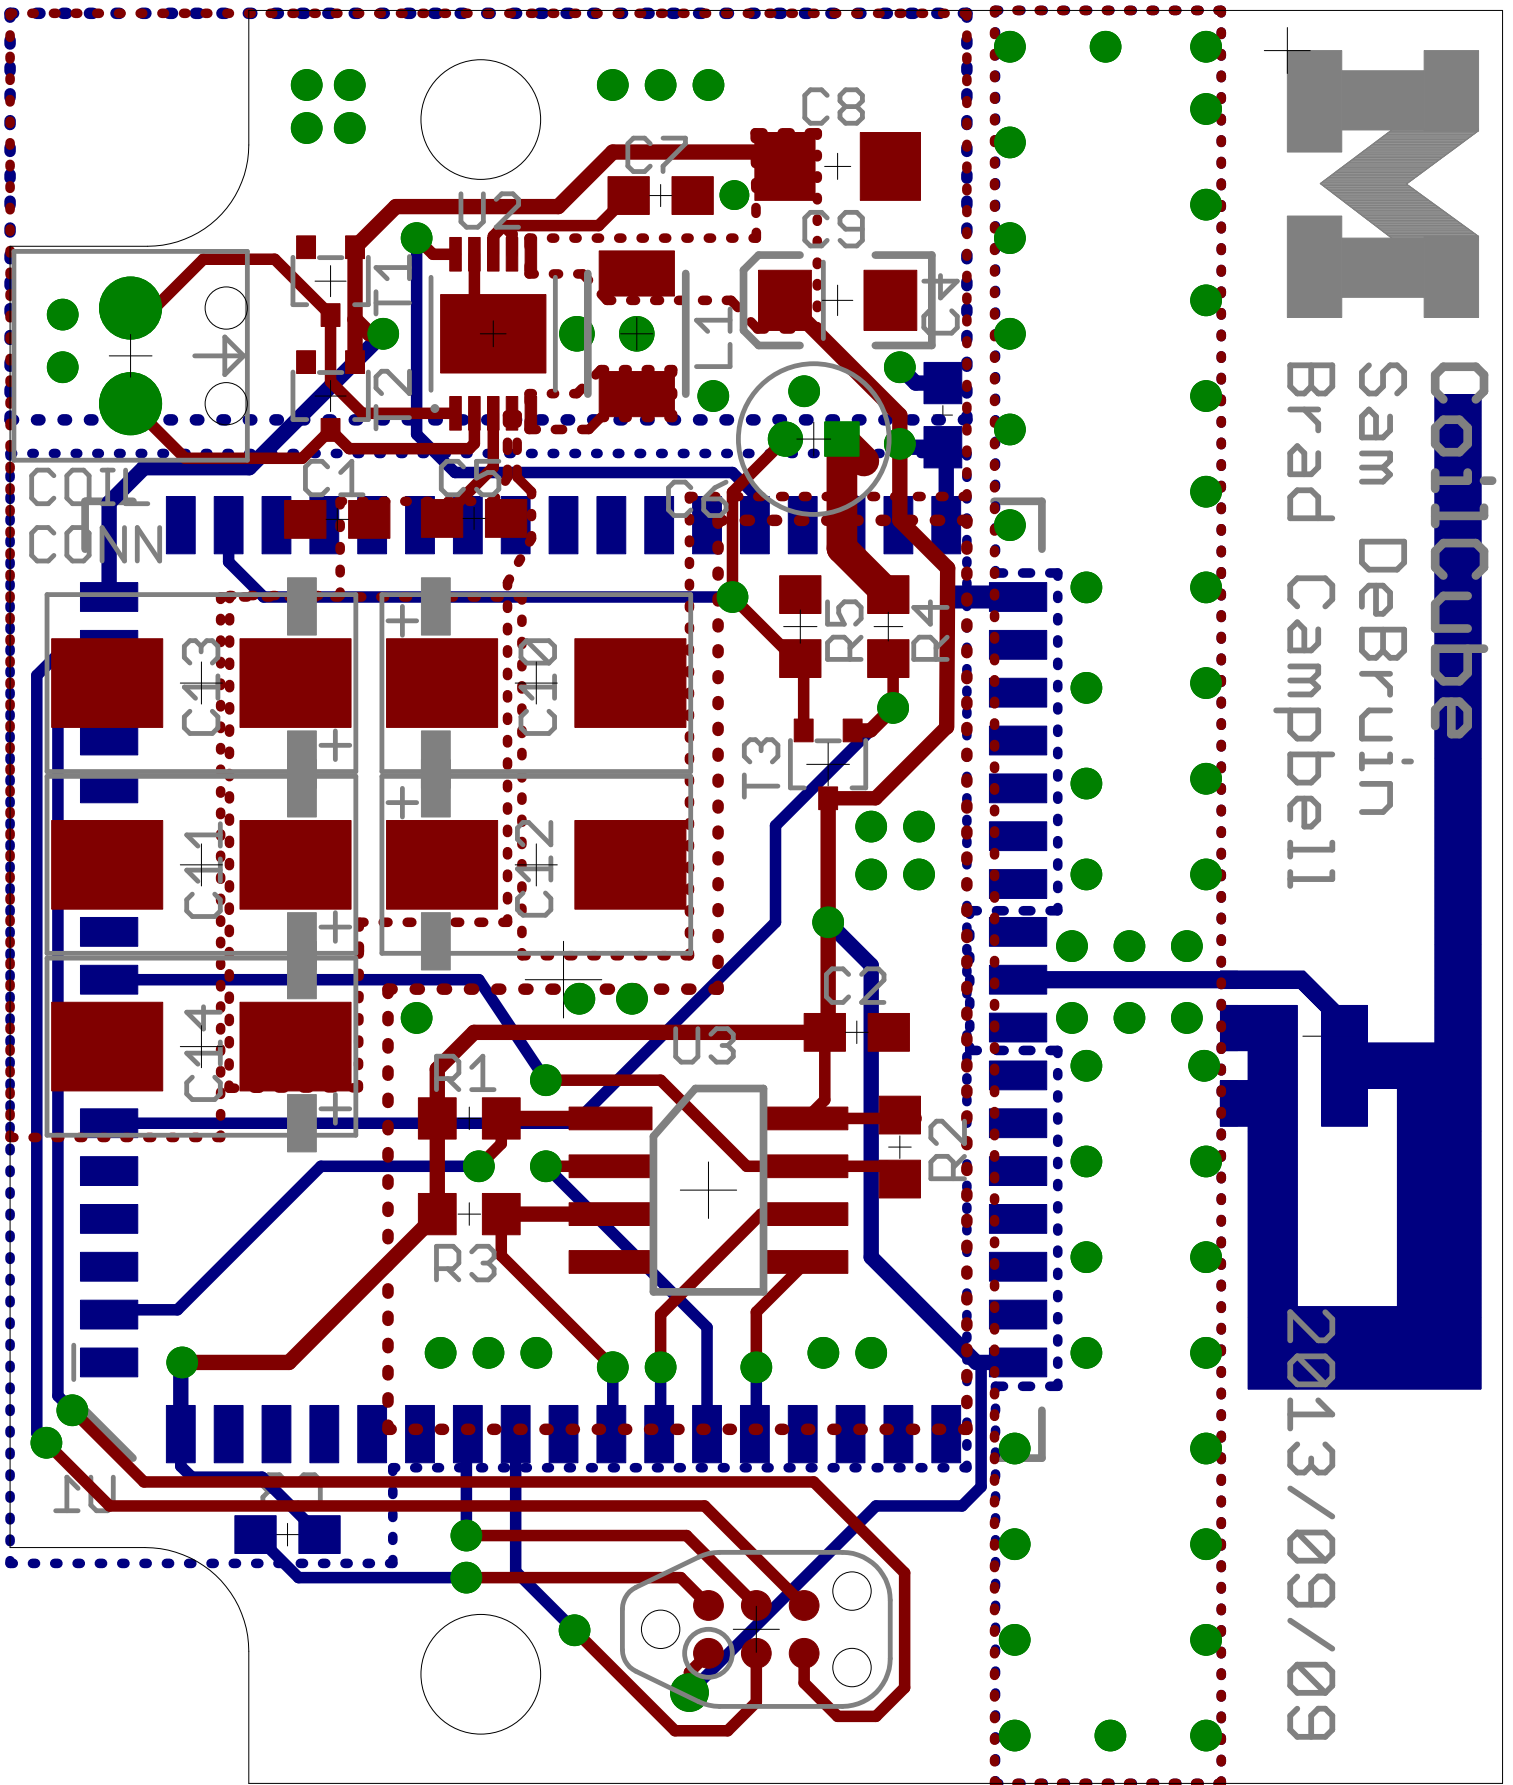 M
C8
C7
U2
C9
T1
C4
L1
T2
COIL
CONN
C1
C5
C6
CoilCube
Sam DeBruin
Brad Campbell
R5
R4
C13
C10
T3
C11
C12
C2
U3
C14
R1
R2
R3
2013/09/09